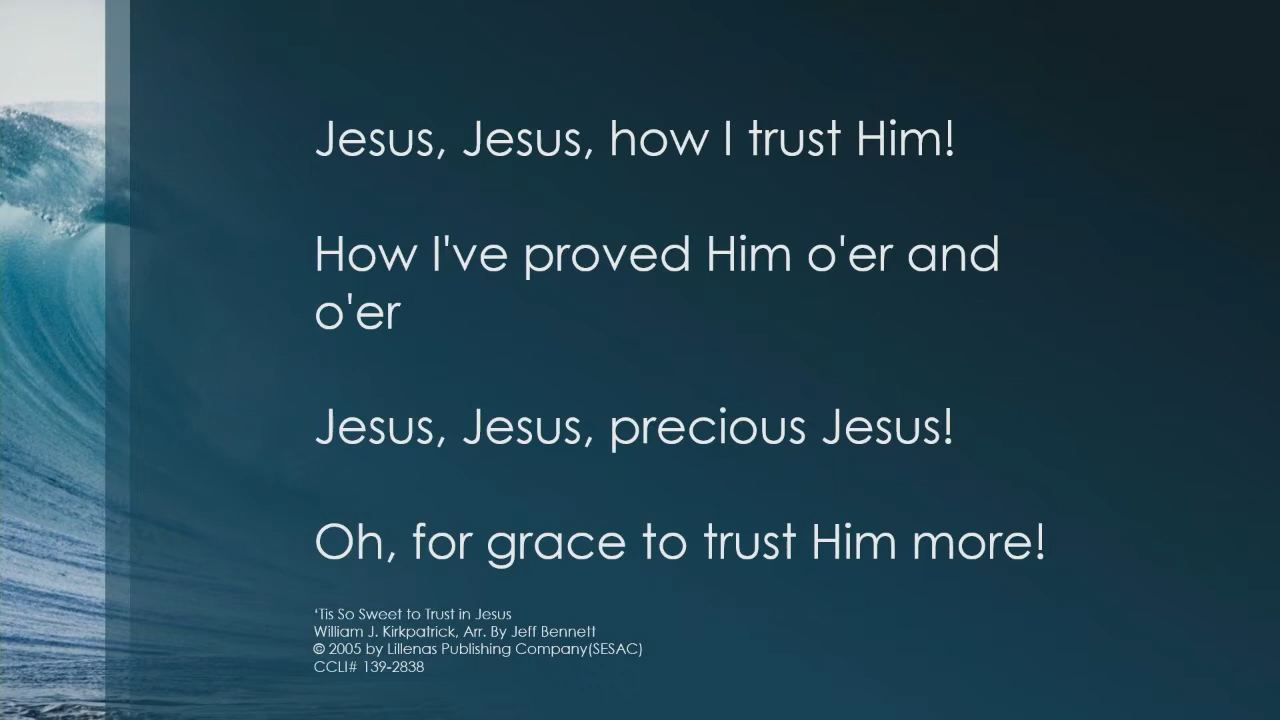 Jesus, Jesus, how I trust Him!
How I've proved Him o'er and
o'er
Jesus, Jesus, precious Jesus!
Oh, for grace to trust Him more!
‘Tis So Sweet to Trust in Jesus
William J. Kirkpatrick, Arr. By Jeff Bennett
© 2005 by Lillenas Publishing Company(SESAC)
CCLI# 139-2838